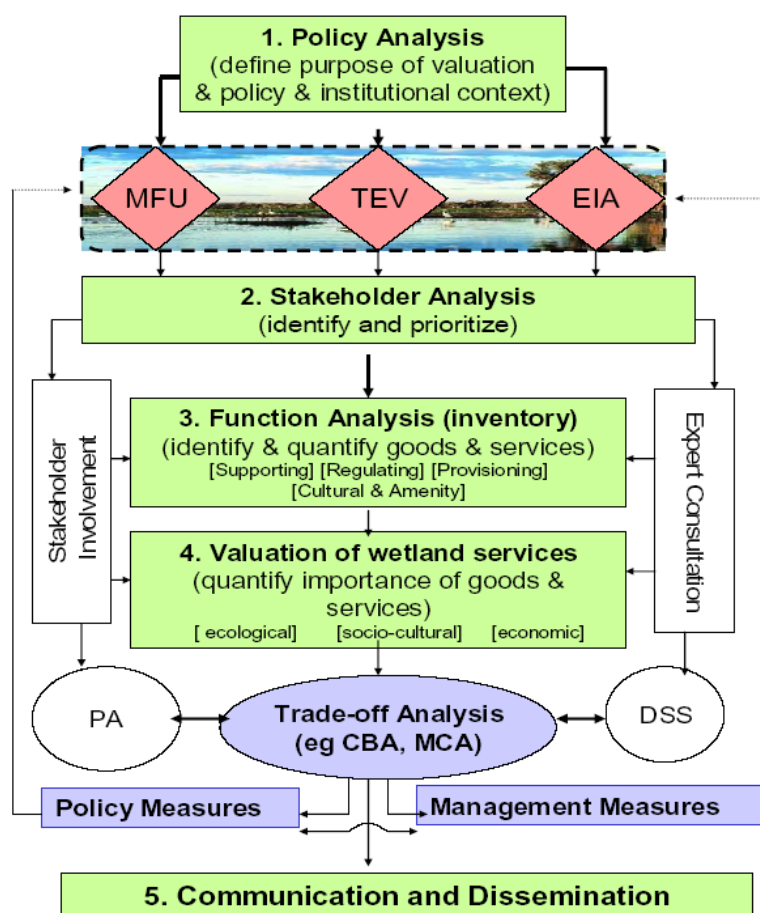 1. Policy Analysis
(define purpose of valuation
& policy & institutional context)
MFU
TEV
EIA
2. Stakeholder Analysis
(identify and prioritize)
Stakeholder
Involvement
3. Function Analysis (inventory)
(identify & quantify goods & services)
[Supporting] [Regulating] [Provisioning]
[Cultural & Amenity]
Expert Consultation
4. Valuation of wetland services
(quantify importance of goods &
services)
[ ecological] [socio-cultural] [economic]
PA
Trade-off Analysis
(eg CBA, MCA)
DSS
Policy Measures
Management Measures
5. Communication and Dissemination